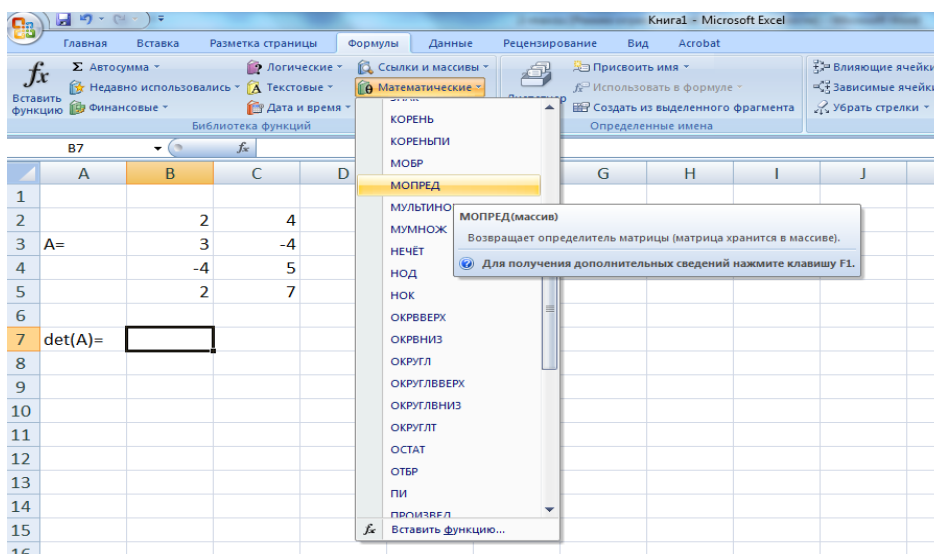 Книга1 - Microsoft Excel
Главная Вставка Разметка страницы Формулы Данные Рецензирование Вид Acrobat
fx Σ Автосумма Логические Ссылки и массивы Присвоить имя Влияющие ячейки
Вставить функцию Недавно использовались Текстовые Математические Использовать в формуле Зависимые ячейки
Финансовые Дата и время Создать из выделенного фрагмента Убрать стрелки
Библиотека функций Определенные имена
B7 fx
A B C D G H I J
1
2 2 4
3 A= 3 -4
4 -4 5
5 2 7
6
7 det(A)=
8
9
10
11
12
13
14
15
16
КОРЕНЬ
КОРЕНЬПИ
МОБР
МОПРЕД
МУМНОЖ
НЕЧЁТ
НОД
НОК
ОКРВВЕРХ
ОКРВНИЗ
ОКРУГЛ
ОКРУГЛВВЕРХ
ОКРУГЛВНИЗ
ОКРУГЛТ
ОСТАТ
ОТБР
ПИ
ПРОИЗВЕД
fx Вставить функцию...
МОПРЕД(массив)
Возвращает определитель матрицы (матрица хранится в массиве).
Для получения дополнительных сведений нажмите клавишу F1.